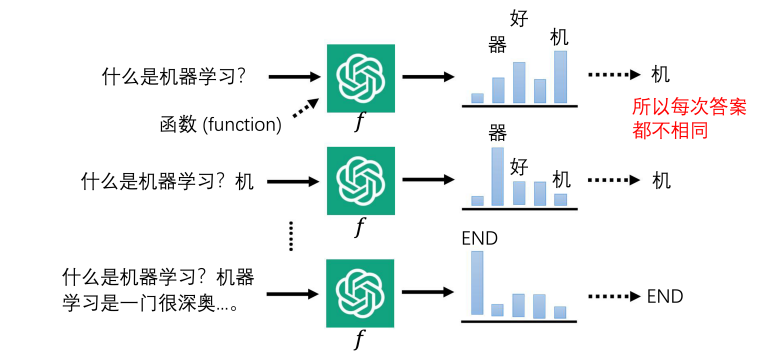 好
器
机
什么是机器学习?
机
函数 (function)
f
所以每次答案
都不相同
器
好
机
什么是机器学习? 机
机
f
END
什么是机器学习? 机器
学习是一门很深奥...。
END
f